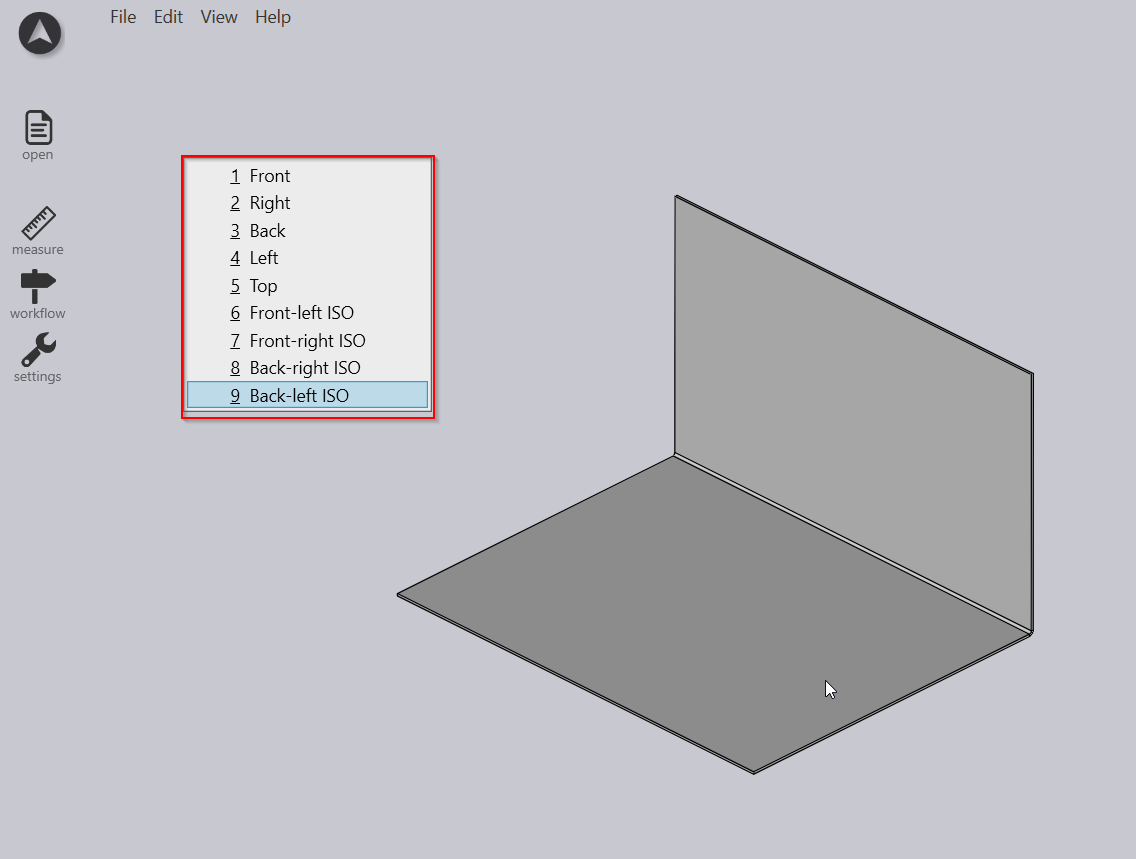 File Edit View Help
open
measure
workflow
settings
1 Front
2 Right
3 Back
4 Left
5 Top
6 Front-left ISO
7 Front-right ISO
8 Back-right ISO
9 Back-left ISO